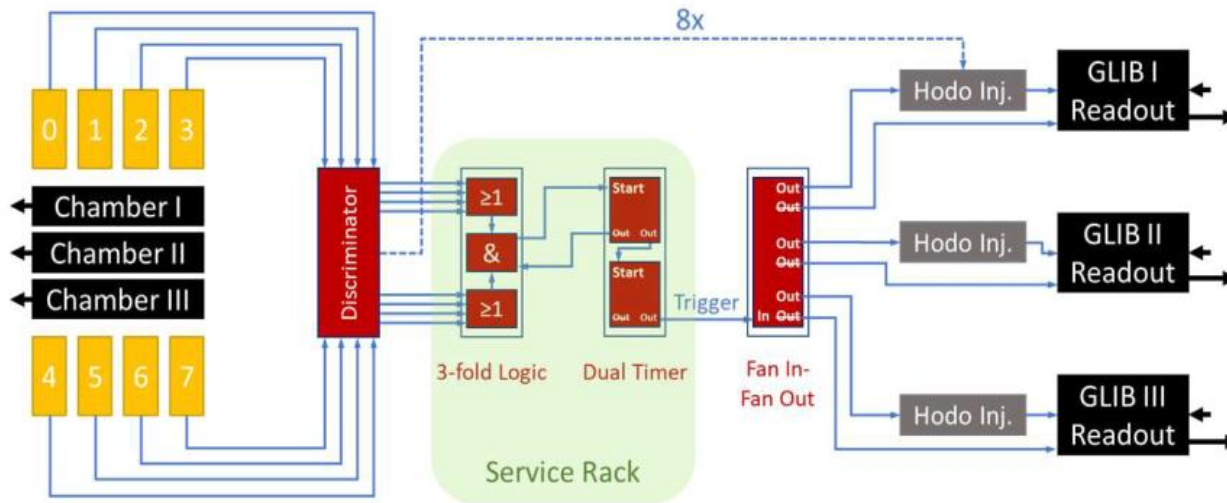 8x
0 1 2 3
Hodo Inj.
GLIB I
Readout
Chamber I
Chamber II
Chamber III
Discriminator
≥1
&
≥1
Start
Out Out
Start
Out Out
Trigger
Out
Out
Out
Out
Out
In Out
Hodo Inj.
GLIB II
Readout
4 5 6 7
3-fold Logic
Dual Timer
Fan In-
Fan Out
Hodo Inj.
GLIB III
Readout
Service Rack